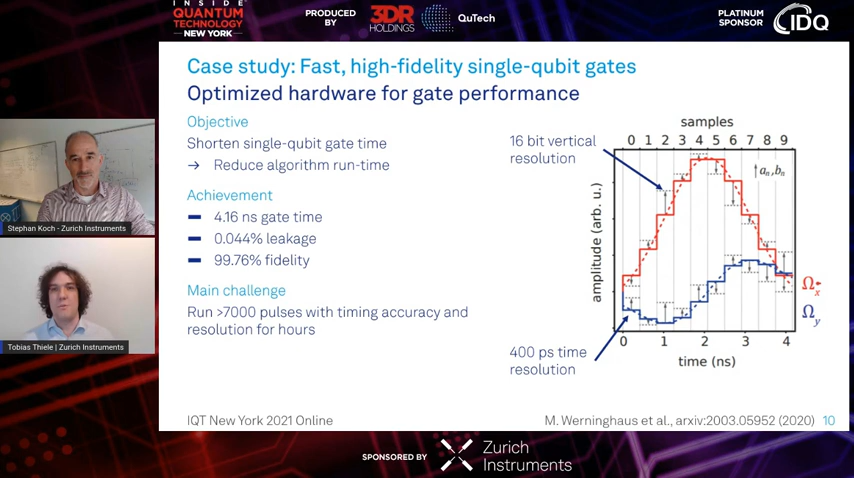 INSIDE
QUANTUM
TECHNOLOGY
NEW YORK
PRODUCED
BY
3DR
HOLDINGS
QuTech
PLATINUM
SPONSOR
IDQ
Case study: Fast, high-fidelity single-qubit gates
Optimized hardware for gate performance
Objective
Shorten single-qubit gate time
→ Reduce algorithm run-time
Achievement
4.16 ns gate time
0.044% leakage
99.76% fidelity
Main challenge
Run >7000 pulses with timing accuracy and
resolution for hours
16 bit vertical
resolution
400 ps time
resolution
samples
0 1 2 3 4 5 6 7 8 9
aₙ,bₙ
amplitude (arb. u.)
Ωₓ
Ωy
0 1 2 3 4
time (ns)
Stephan Koch - Zurich Instruments
Tobias Thiele | Zurich Instruments
IQT New York 2021 Online
M. Werninghaus et al., arxiv:2003.05952 (2020) 10
SPONSORED BY
Zurich
Instruments